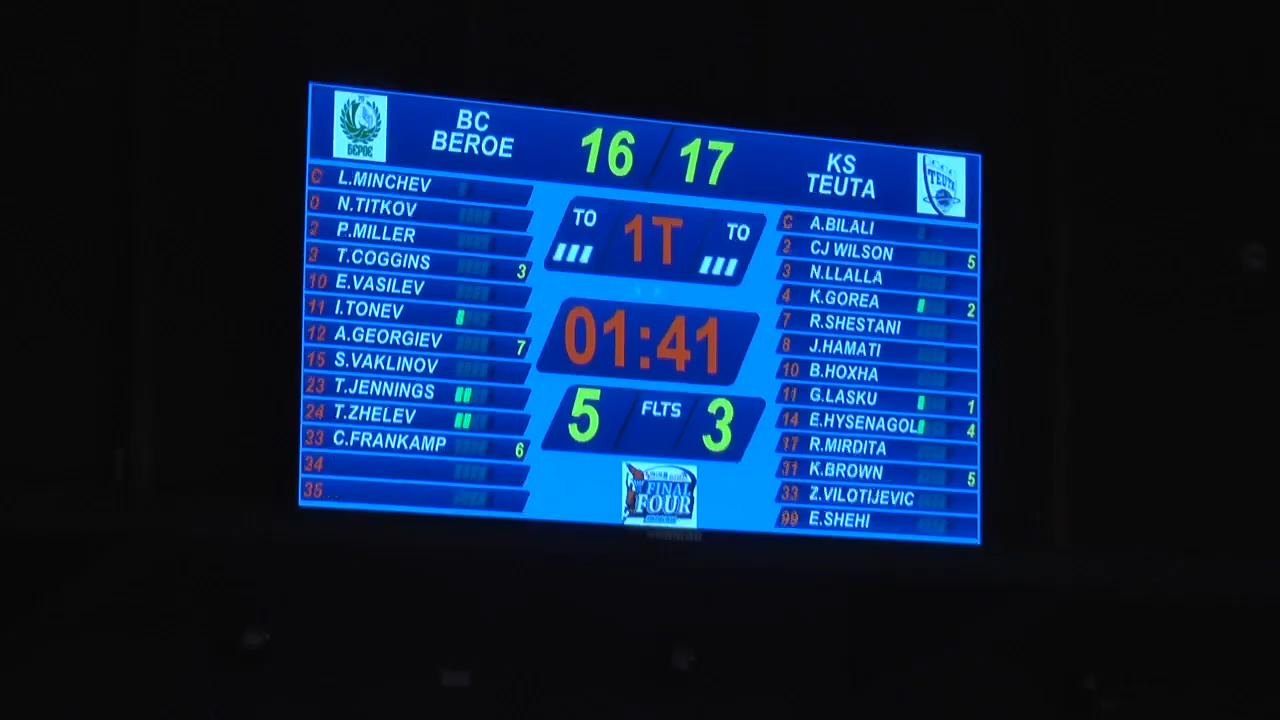 BC
BEROE
16 / 17
KS
TEUTA
БЕРОЕ
TEUTA
C L.MINCHEV
0 N.TITKOV
2 P.MILLER
3 T.COGGINS 3
10 E.VASILEV
11 I.TONEV
12 A.GEORGIEV 7
15 S.VAKLINOV
23 T.JENNINGS
24 T.ZHELEV
33 C.FRANKAMP 6
34
35
TO 1T TO
01:41
5 FLTS 3
FINAL
FOUR
C A.BILALI
2 CJ WILSON 5
3 N.LLALLA
4 K.GOREA 2
7 R.SHESTANI
8 J.HAMATI
10 B.HOXHA
11 G.LASKU 1
14 E.HYSENAGOL 4
17 R.MIRDITA
31 K.BROWN 5
33 Z.VILOTIJEVIC
99 E.SHEHI